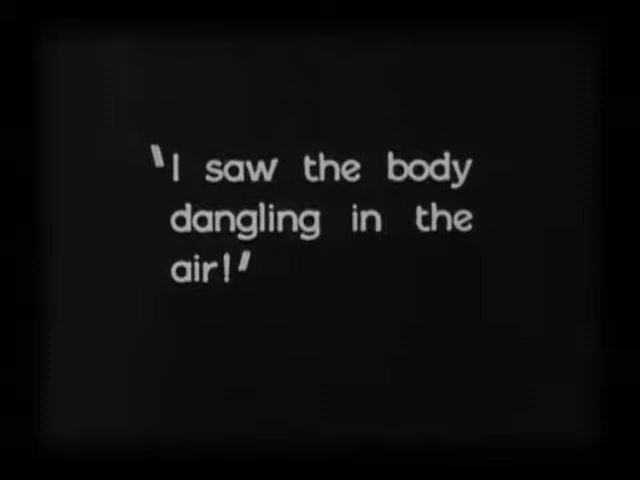 "I saw the body
dangling in the
air!"